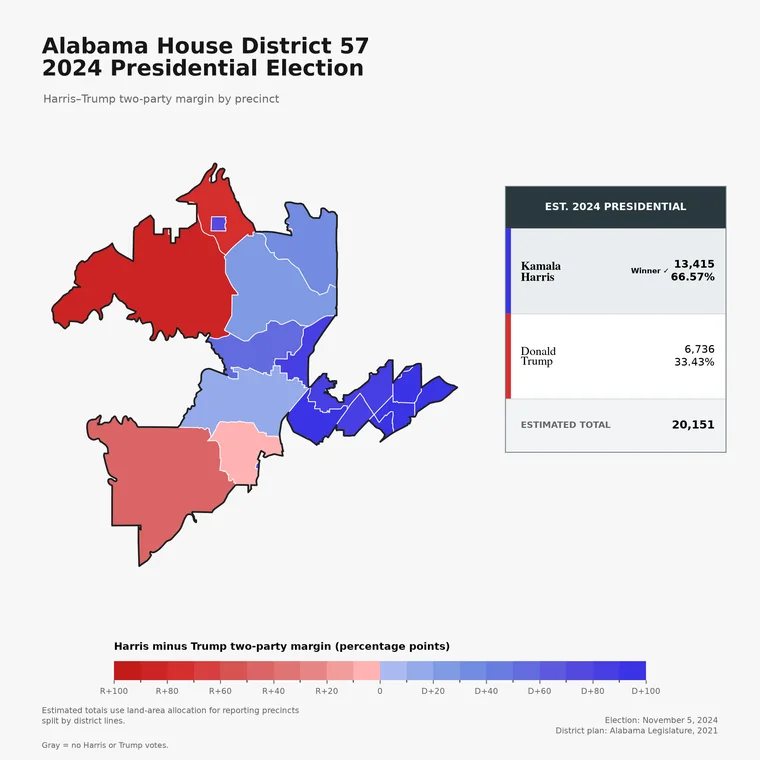 Alabama House District 57
2024 Presidential Election
Harris–Trump two-party margin by precinct
EST. 2024 PRESIDENTIAL
Kamala
Harris
Winner ✓
13,415
66.57%
Donald
Trump
6,736
33.43%
ESTIMATED TOTAL
20,151
Harris minus Trump two-party margin (percentage points)
R+100 R+80 R+60 R+40 R+20 0 D+20 D+40 D+60 D+80 D+100
Estimated totals use land-area allocation for reporting precincts
split by district lines.
Gray = no Harris or Trump votes.
Election: November 5, 2024
District plan: Alabama Legislature, 2021